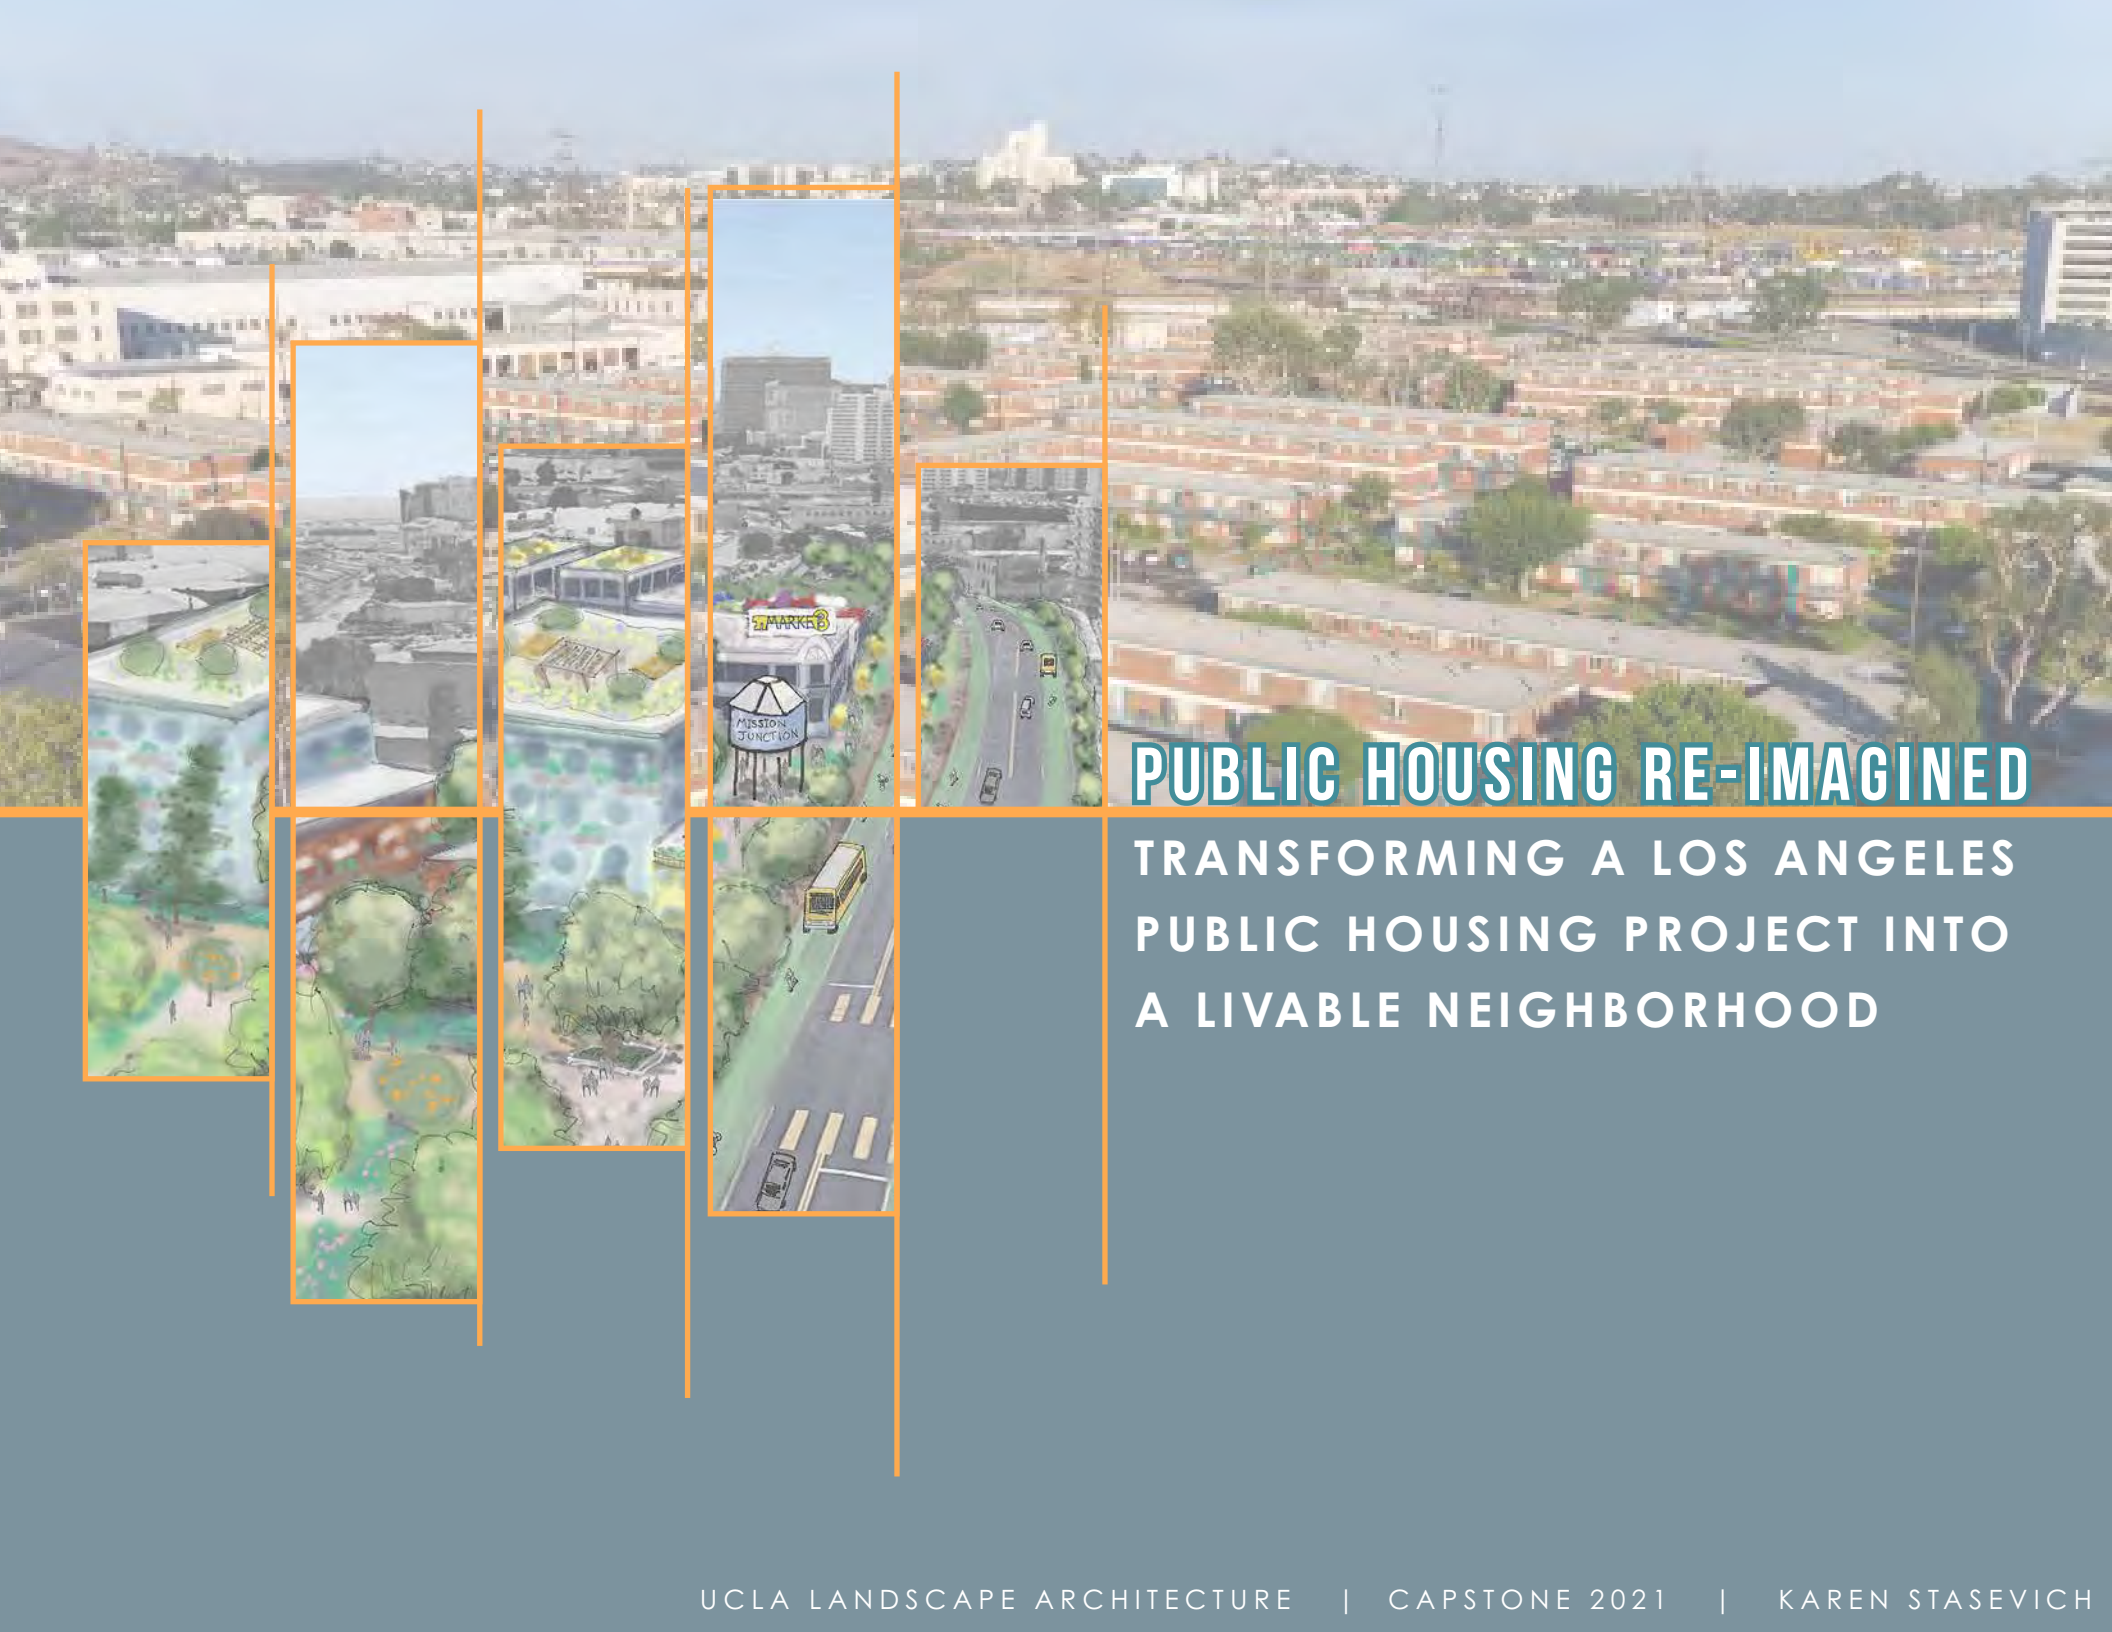 MARK
MISSION
JUNCTION
PUBLIC HOUSING RE-IMAGINED
TRANSFORMING A LOS ANGELES
PUBLIC HOUSING PROJECT INTO
A LIVABLE NEIGHBORHOOD
UCLA LANDSCAPE ARCHITECTURE | CAPSTONE 2021 | KAREN STASEVICH